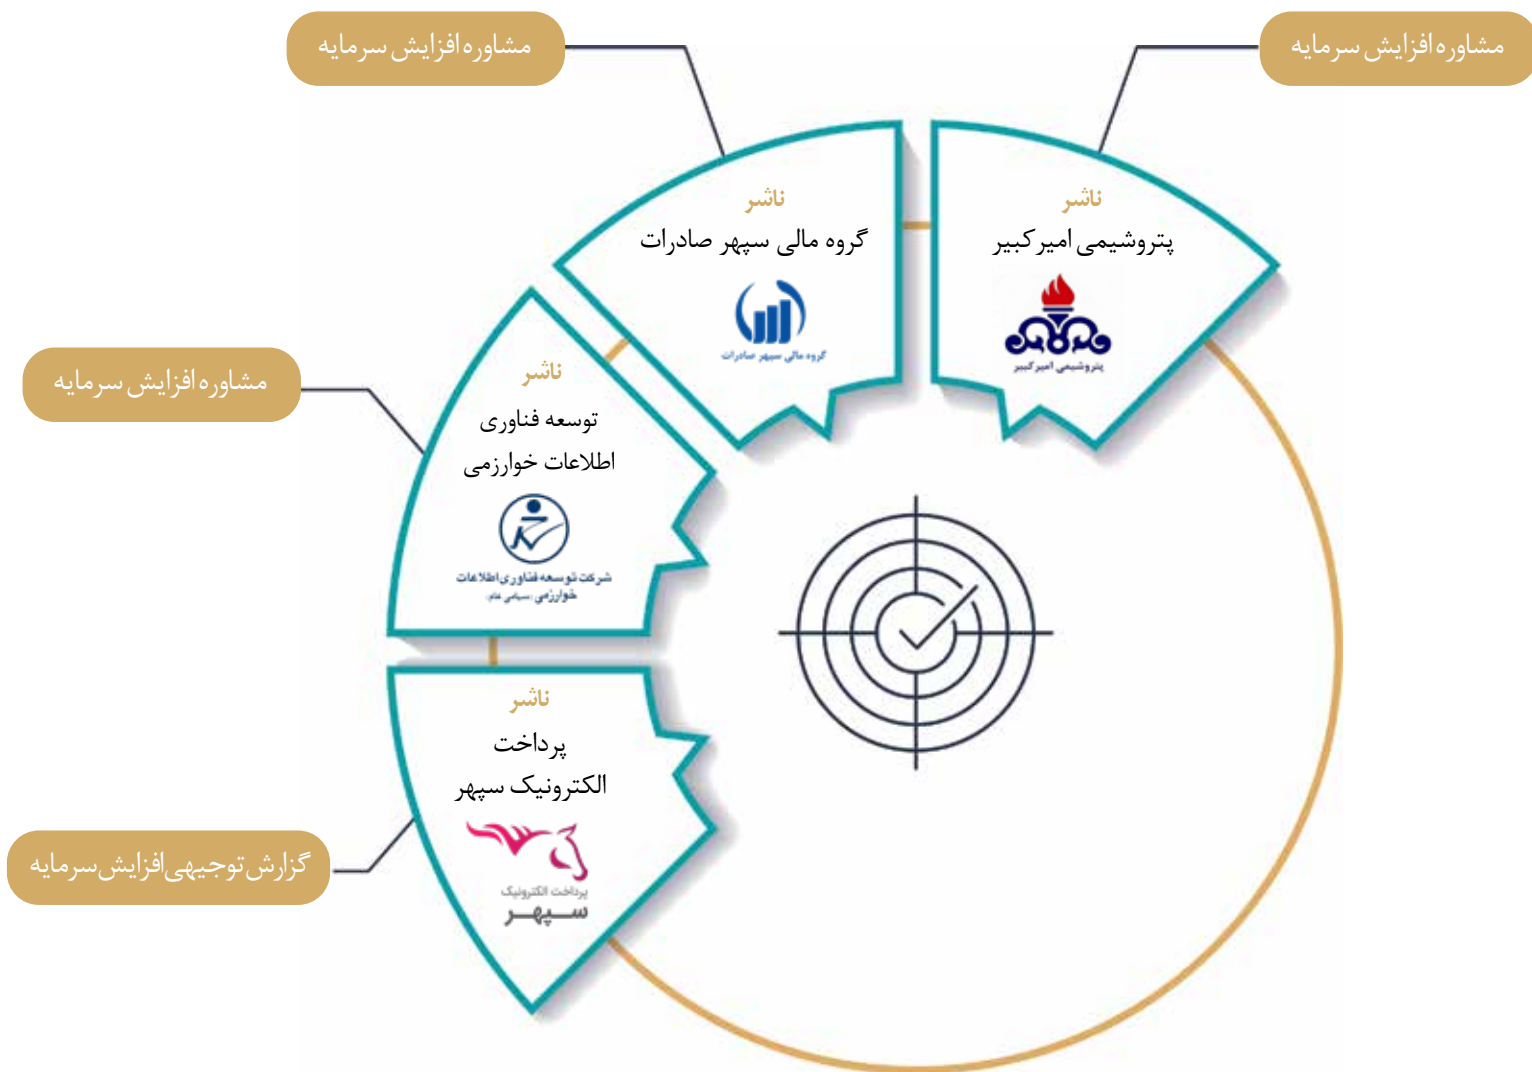 مشاوره افزایش سرمایه
ناشر
پتروشیمی امیرکبیر
پتروشیمی امیرکبیر
مشاوره افزایش سرمایه
ناشر
گروه مالی سپهر صادرات
گروه مالی سپهر صادرات
مشاوره افزایش سرمایه
ناشر
توسعه فناوری
اطلاعات خوارزمی
شرکت توسعه فناوری اطلاعات
خوارزمی (سهامی عام)
گزارش توجیهی افزایش سرمایه
ناشر
پرداخت
الکترونیک سپهر
پرداخت الکترونیک
سپهر